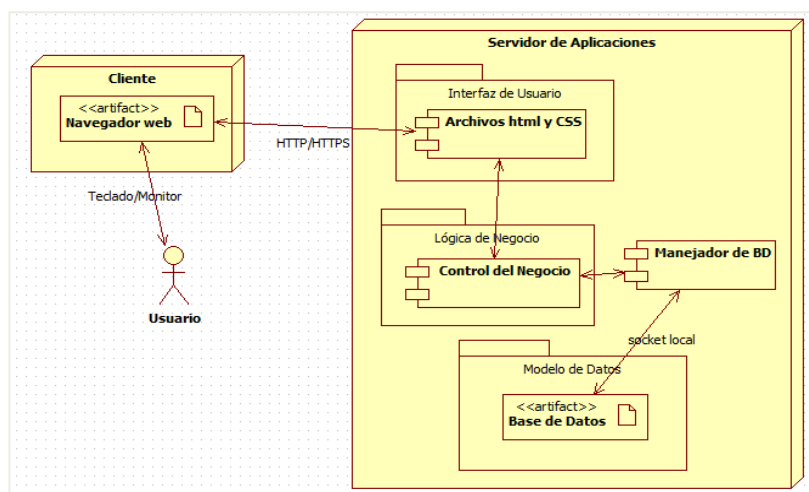 Servidor de Aplicaciones
Cliente
<<artifact>>
Navegador web
Interfaz de Usuario
Archivos html y CSS
HTTP/HTTPS
Teclado/Monitor
Usuario
Lógica de Negocio
Control del Negocio
Manejador de BD
socket local
Modelo de Datos
<<artifact>>
Base de Datos